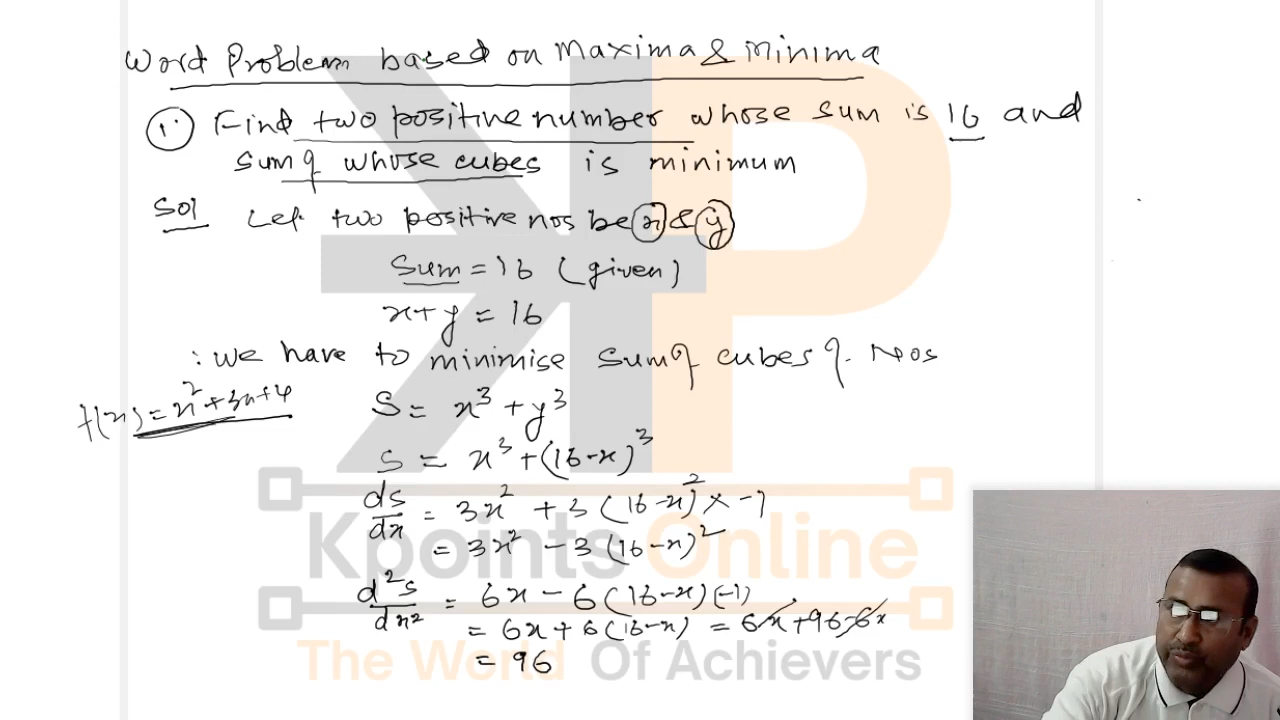 Word Problem based on Maxima & Minima
(1) Find two positive number whose sum is 16 and
sum of whose cubes is minimum
Sol Let two positive nos be x & y
Sum = 16 (given)
x + y = 16
: we have to minimise sum of cubes of Nos
f(x) = x² + 3x + 4
S = x³ + y³
S = x³ + (16-x)³
ds/dx = 3x² + 3(16-x)² × -1
= 3x² - 3(16-x)²
d²s/dx² = 6x - 6(16-x)(-1)
= 6x + 6(16-x) = 6x + 96 - 6x
= 96
Kpoints Online
The World Of Achievers